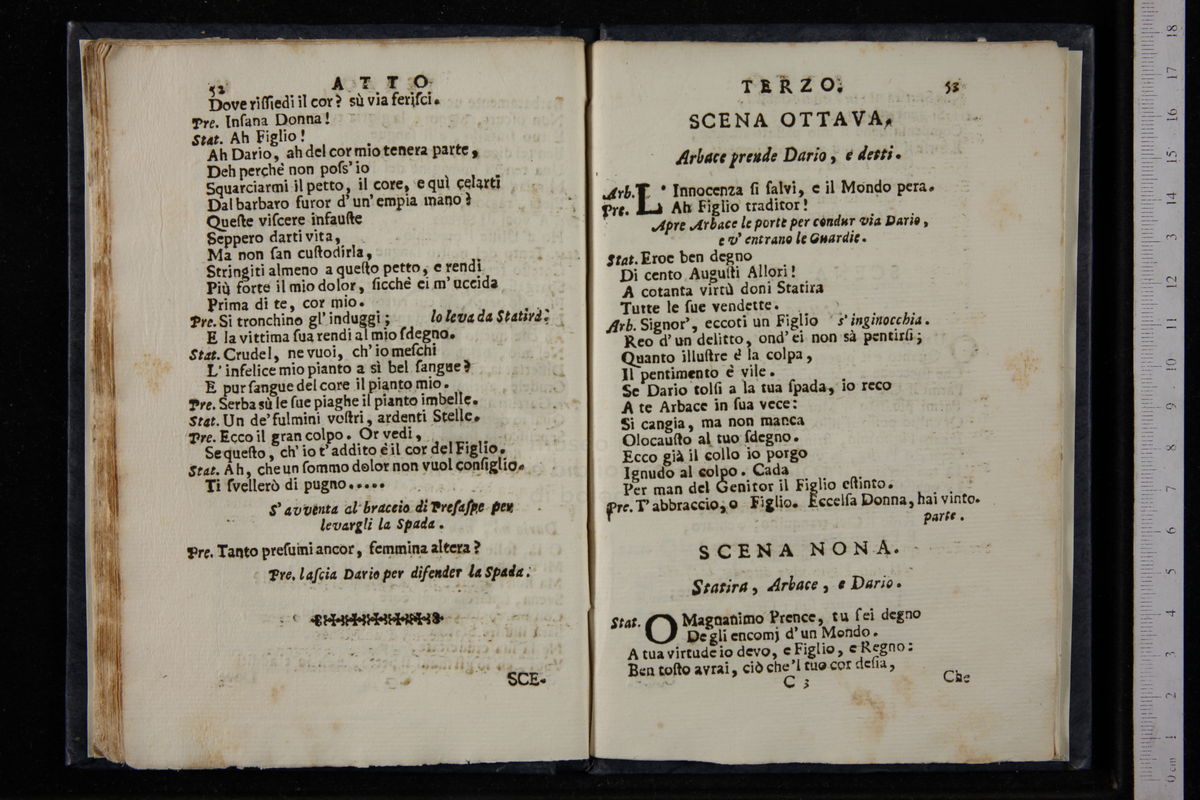 52 ATTO
Dove rissiedi il cor? sù via ferisci.
Pre. Insana Donna!
Stat. Ah Figlio!
Ah Dario, ah del cor mio tenera parte,
Deh perchè non poss'io
Squarciarmi il petto, il core, e quì celarti
Dal barbaro furor d'un'empia mano?
Queste viscere infauste
Seppero darti vita,
Ma non san custodirla,
Stringiti almeno a questo petto, e rendi
Più forte il mio dolor, sicchè ei m'uccida
Prima di te, cor mio.
Pre. Si tronchino gl'induggi; lo leva da Statira.
E la vittima sua rendi al mio sdegno.
Stat. Crudel, ne vuoi, ch'io meschi
L'infelice mio pianto a sì bel sangue?
E pur sangue del core il pianto mio.
Pre. Serba sù le sue piaghe il pianto imbelle.
Stat. Un de'fulmini vostri, ardenti Stelle.
Pre. Ecco il gran colpo. Or vedi,
Se questo, ch'io t'addito è il cor del Figlio.
Stat. Ah, che un sommo dolor non vuol consiglio.
Ti svellerò di pugno.....
S'avventa al braccio di Presaspe per
levargli la Spada.
Pre. Tanto presumi ancor, femmina altera?
Pre. lascia Dario per difender la Spada.
SCE-
TERZO. 53
SCENA OTTAVA.
Arbace prende Dario, e detti.
Arb. L'Innocenza si salvi, e il Mondo pera.
Pre. Ah Figlio traditor!
Apre Arbace le porte per condur via Dario,
e v'entrano le Guardie.
Stat. Eroe ben degno
Di cento Augusti Allori!
A cotanta virtù doni Statira
Tutte le sue vendette.
Arb. Signor', eccoti un Figlio s'inginocchia.
Reo d'un delitto, ond'ei non sà pentirsi;
Quanto illustre è la colpa,
Il pentimento è vile.
Se Dario tolsi a la tua spada, io reco
A te Arbace in sua vece:
Si cangia, ma non manca
Olocausto al tuo sdegno.
Ecco già il collo io porgo
Ignudo al colpo. Cada
Per man del Genitor il Figlio estinto.
Pre. T'abbraccio, o Figlio. Eccelsa Donna, hai vinto.
parte.
SCENA NONA.
Statira, Arbace, e Dario.
Stat. O Magnanimo Prence, tu sei degno
Degli encomj d'un Mondo.
A tua virtude io devo, e Figlio, e Regno:
Ben tosto avrai, ciò che'l tuo cor desia,
C 3 Che